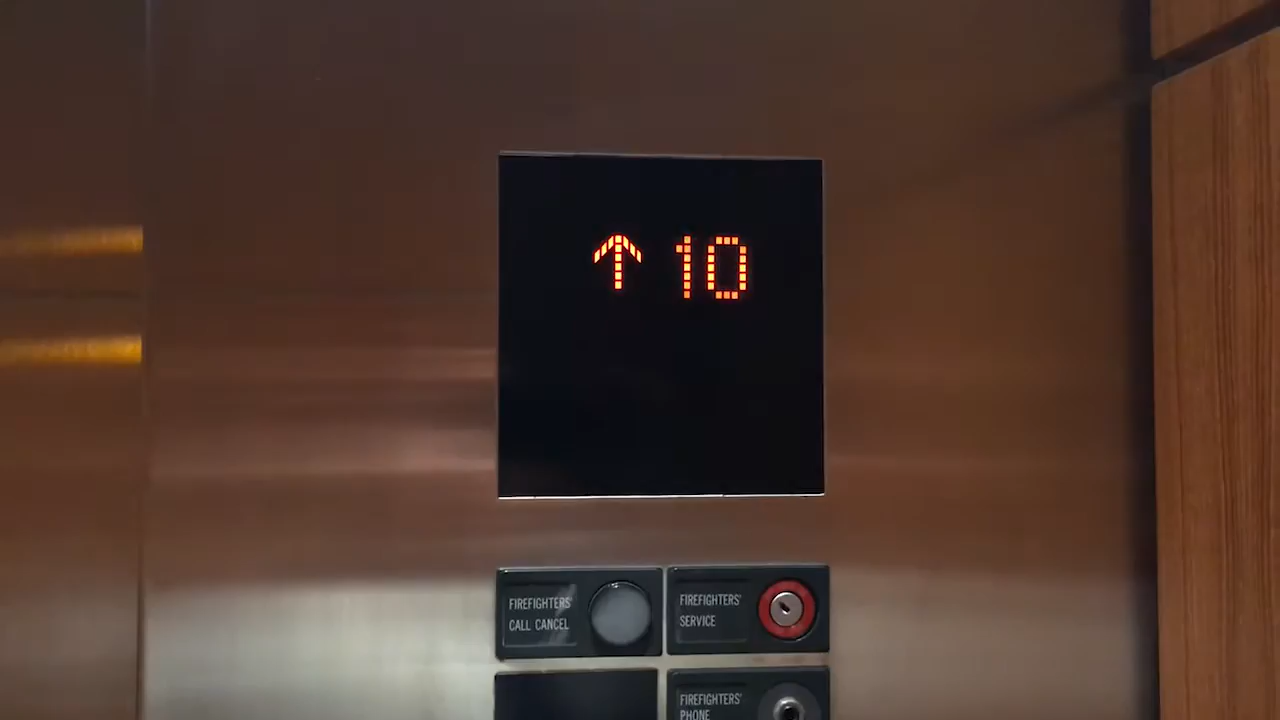 ↑ 10
FIREFIGHTERS'
CALL CANCEL
FIREFIGHTERS'
SERVICE
FIREFIGHTERS'
PHONE